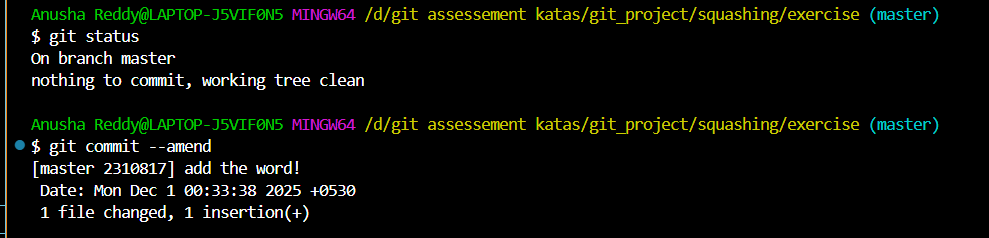 Anusha Reddy@LAPTOP-J5VIF0N5 MINGW64 /d/git assessement katas/git_project/squashing/exercise (master)
$ git status
On branch master
nothing to commit, working tree clean
Anusha Reddy@LAPTOP-J5VIF0N5 MINGW64 /d/git assessement katas/git_project/squashing/exercise (master)
$ git commit --amend
[master 2310817] add the word!
 Date: Mon Dec 1 00:33:38 2025 +0530
 1 file changed, 1 insertion(+)